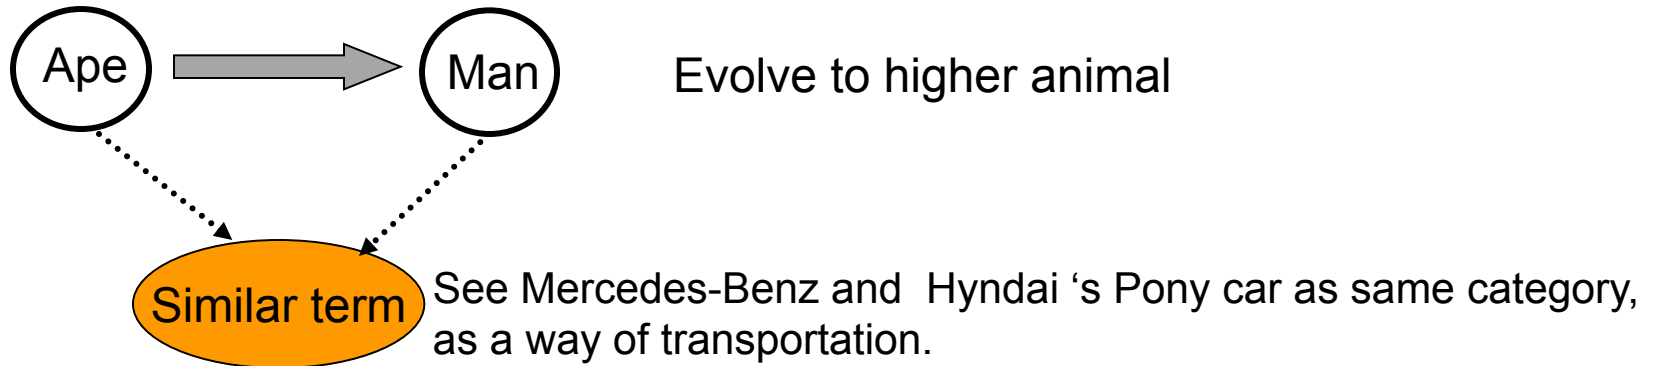 Ape
Man
Evolve to higher animal
Similar term
See Mercedes-Benz and  Hyndai ‘s Pony car as same category,
as a way of transportation.